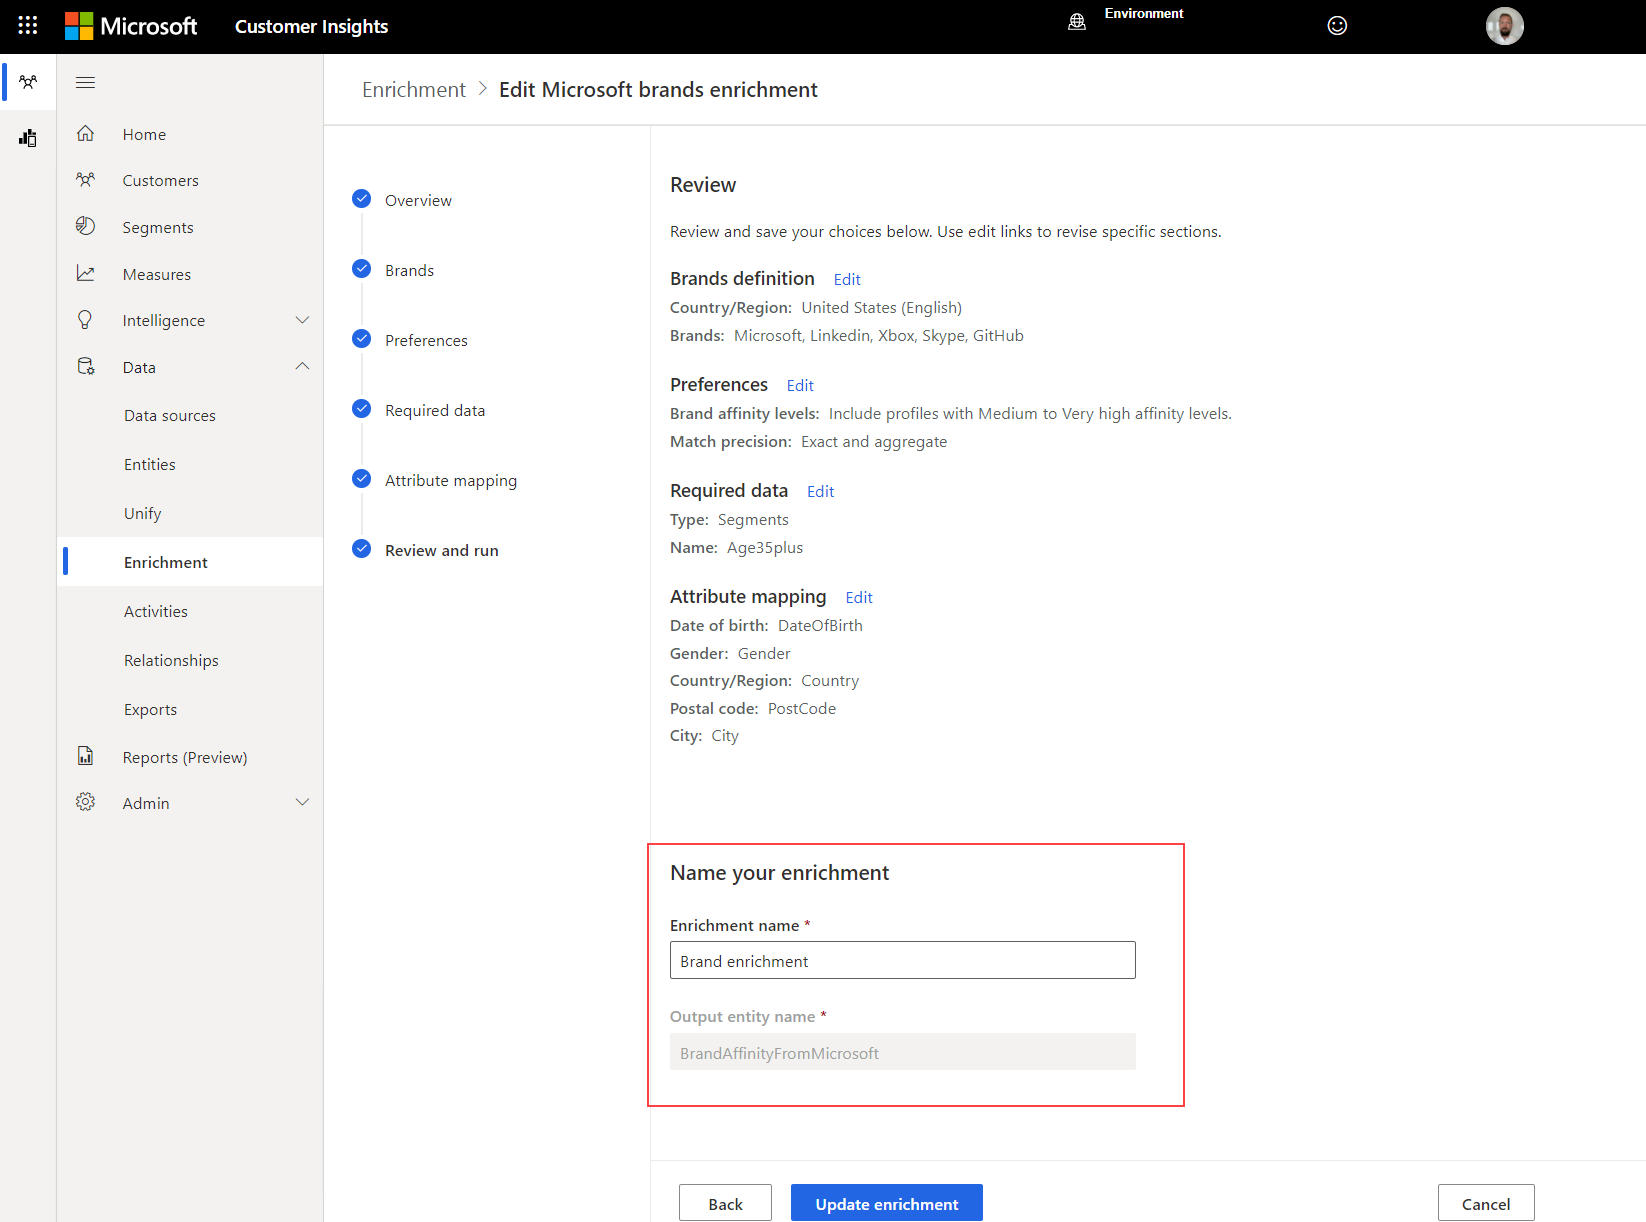 Microsoft Customer Insights Environment
Enrichment > Edit Microsoft brands enrichment
Home
Customers
Segments
Measures
Intelligence
Data
Data sources
Entities
Unify
Enrichment
Activities
Relationships
Exports
Reports (Preview)
Admin
Overview
Brands
Preferences
Required data
Attribute mapping
Review and run
Review
Review and save your choices below. Use edit links to revise specific sections.
Brands definition Edit
Country/Region: United States (English)
Brands: Microsoft, Linkedin, Xbox, Skype, GitHub
Preferences Edit
Brand affinity levels: Include profiles with Medium to Very high affinity levels.
Match precision: Exact and aggregate
Required data Edit
Type: Segments
Name: Age35plus
Attribute mapping Edit
Date of birth: DateOfBirth
Gender: Gender
Country/Region: Country
Postal code: PostCode
City: City
Name your enrichment
Enrichment name *
Brand enrichment
Output entity name *
BrandAffinityFromMicrosoft
Back Update enrichment Cancel